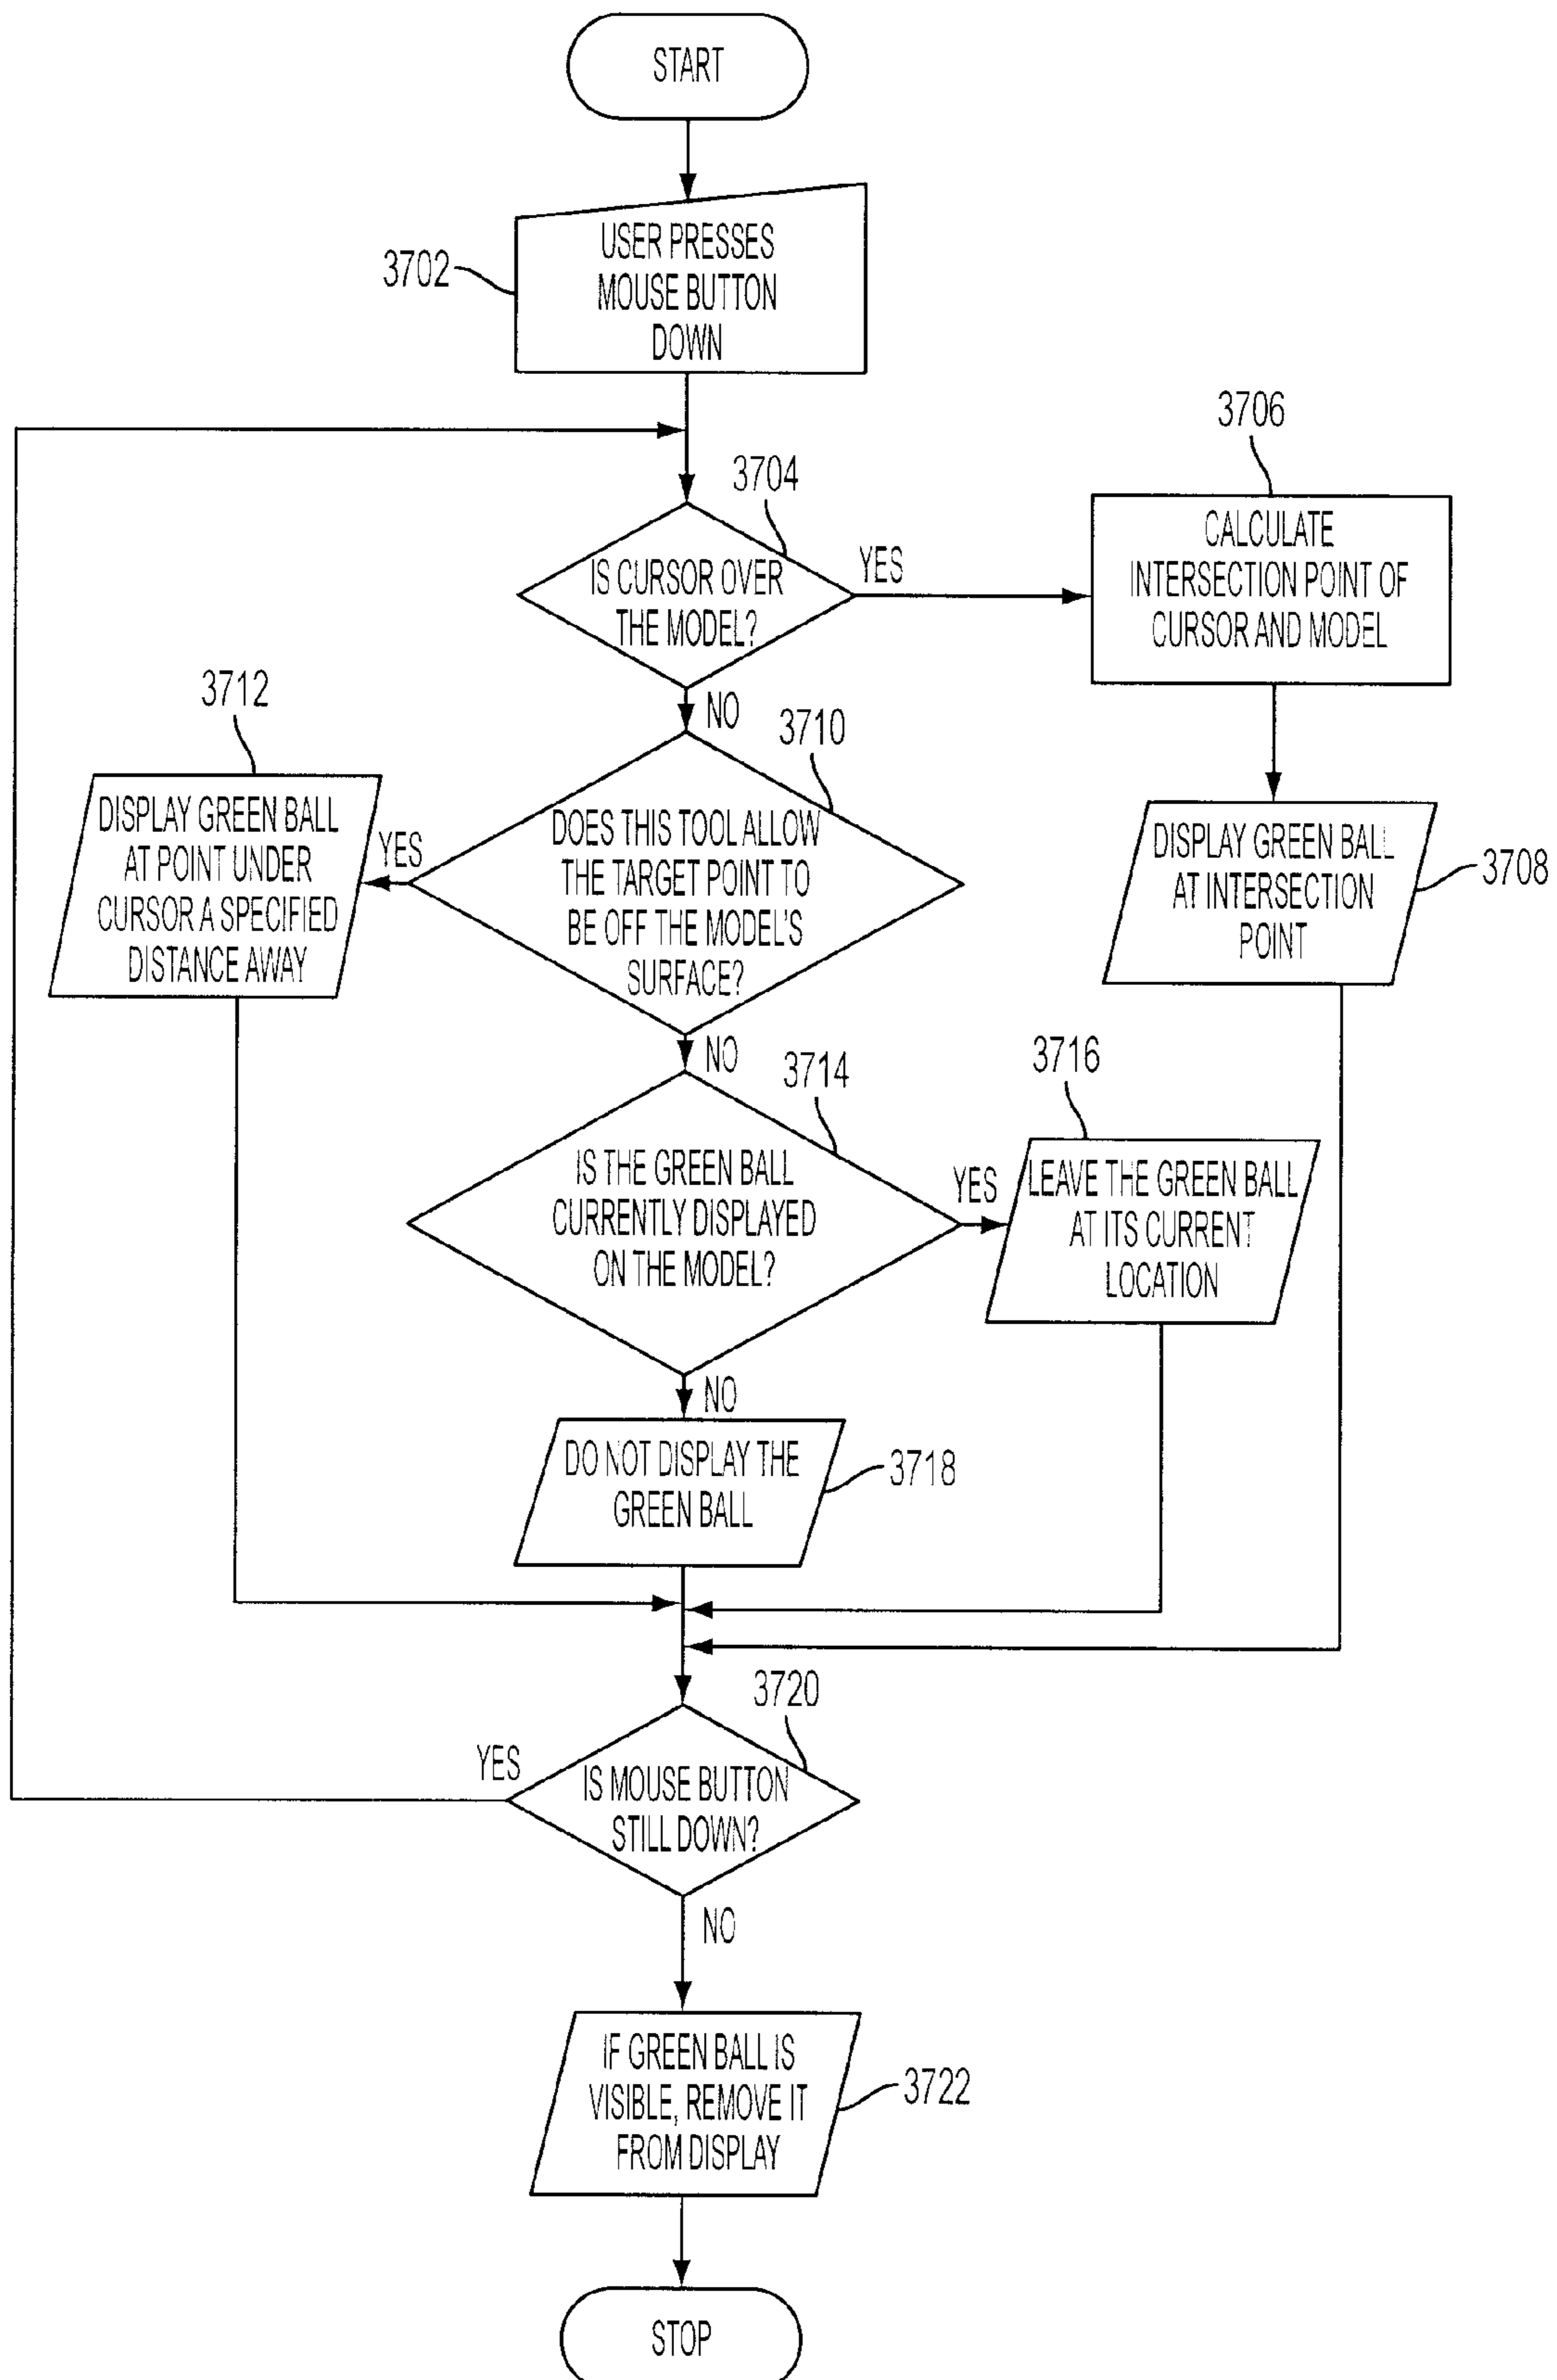 START
USER PRESSES
MOUSE BUTTON
DOWN
3702
3706
3704
IS CURSOR OVER
THE MODEL?
YES
CALCULATE
INTERSECTION POINT OF
CURSOR AND MODEL
NO
3712
3710
DISPLAY GREEN BALL
AT POINT UNDER
CURSOR A SPECIFIED
DISTANCE AWAY
YES
DOES THIS TOOL ALLOW
THE TARGET POINT TO
BE OFF THE MODEL'S
SURFACE?
DISPLAY GREEN BALL
AT INTERSECTION
POINT
3708
NO
3714
3716
IS THE GREEN BALL
CURRENTLY DISPLAYED
ON THE MODEL?
YES
LEAVE THE GREEN BALL
AT ITS CURRENT
LOCATION
NO
DO NOT DISPLAY THE
GREEN BALL
3718
3720
YES
IS MOUSE BUTTON
STILL DOWN?
NO
IF GREEN BALL IS
VISIBLE, REMOVE IT
FROM DISPLAY
3722
STOP